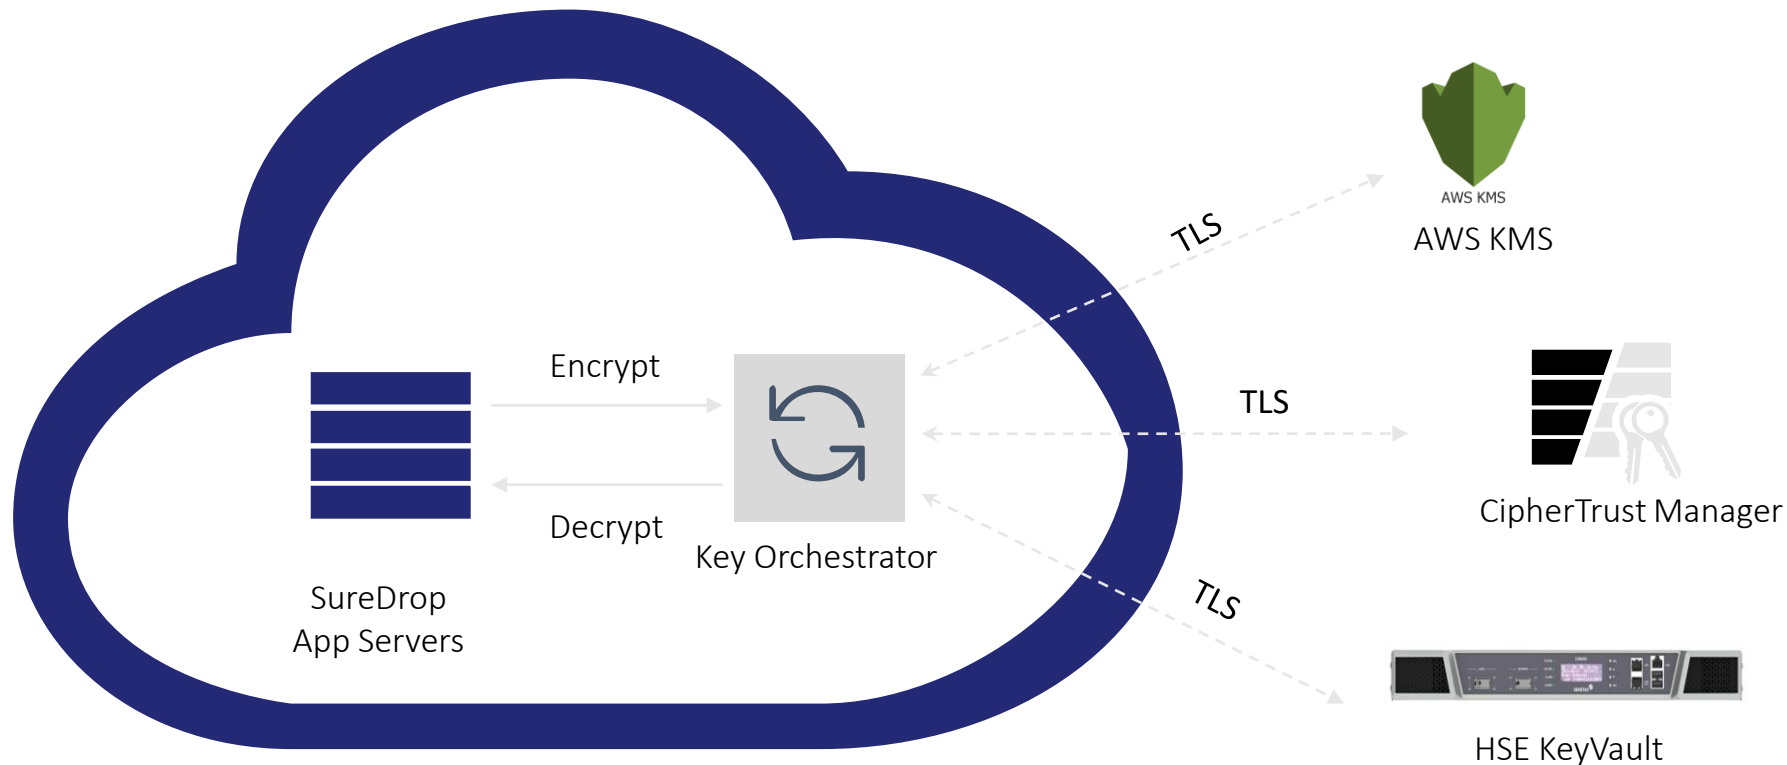 AWS KMS
AWS KMS
TLS
Encrypt
TLS
Decrypt
Key Orchestrator
CipherTrust Manager
SureDrop
App Servers
TLS
HSE KeyVault